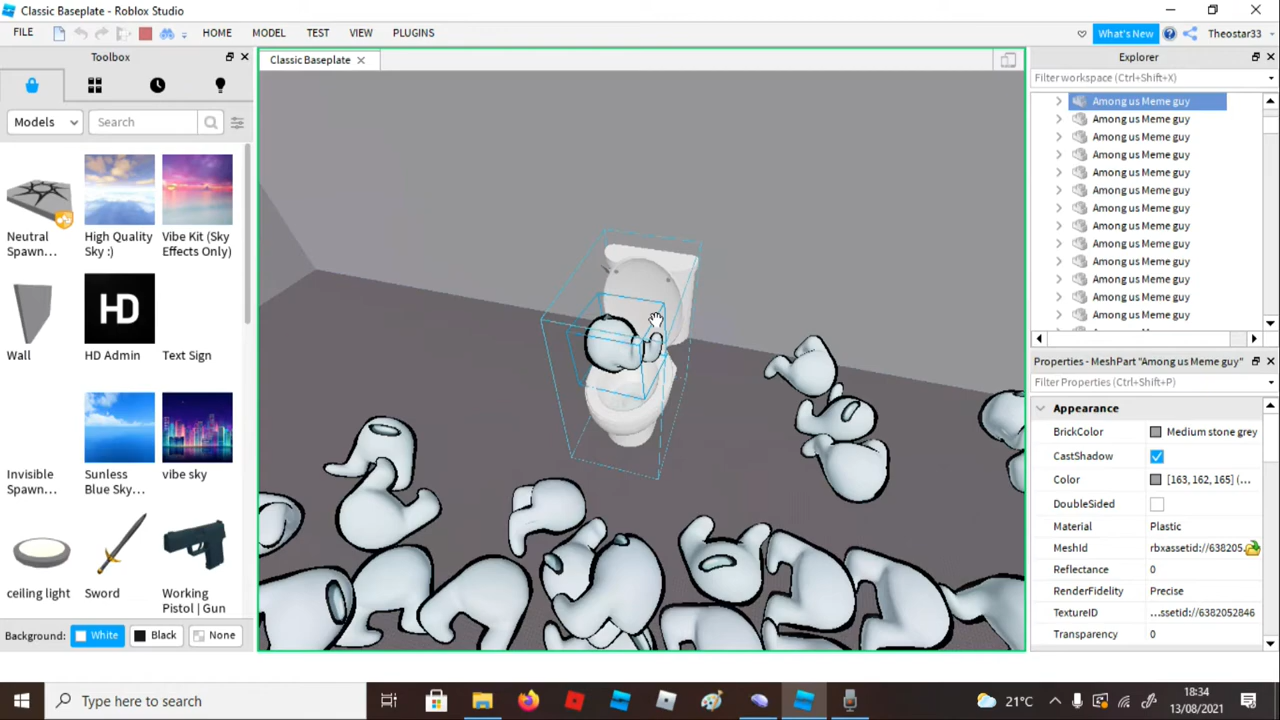 Classic Baseplate - Roblox Studio
FILE HOME MODEL TEST VIEW PLUGINS What's New Theostar33
Toolbox
Models Search
Neutral Spawn...
High Quality Sky :)
Vibe Kit (Sky Effects Only)
Wall
HD
HD Admin
Text Sign
Invisible Spawn...
Sunless Blue Sky...
vibe sky
ceiling light
Sword
Working Pistol | Gun
Background: White Black None
Classic Baseplate
Explorer
Filter workspace (Ctrl+Shift+X)
Among us Meme guy
Among us Meme guy
Among us Meme guy
Among us Meme guy
Among us Meme guy
Among us Meme guy
Among us Meme guy
Among us Meme guy
Among us Meme guy
Among us Meme guy
Among us Meme guy
Among us Meme guy
Among us Meme guy
Properties - MeshPart "Among us Meme guy"
Filter Properties (Ctrl+Shift+P)
Appearance
BrickColor Medium stone grey
CastShadow
Color [163, 162, 165] (...
DoubleSided
Material Plastic
MeshId rbxassetid://638205...
Reflectance 0
RenderFidelity Precise
TextureID ...ssetid://6382052846
Transparency 0
Type here to search
21°C
18:34
13/08/2021